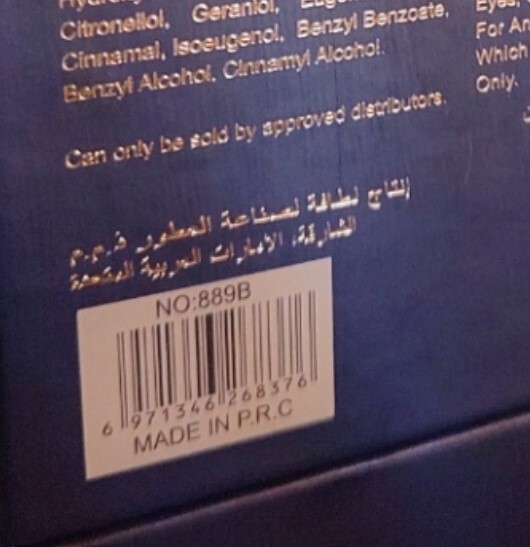 Citronellol, Geraniol,
Cinnamal, Isoeugenol, Benzyl Benzoate,
Benzyl Alcohol, Cinnamyl Alcohol.
Can only be sold by approved distributors.
Eyes,
Which
Only.
إنتاج لطافة لصناعة العطور ذ.م.م
الشارقة، الامارات العربية المتحدة
NO:889B
6 971346 268376
MADE IN P.R.C